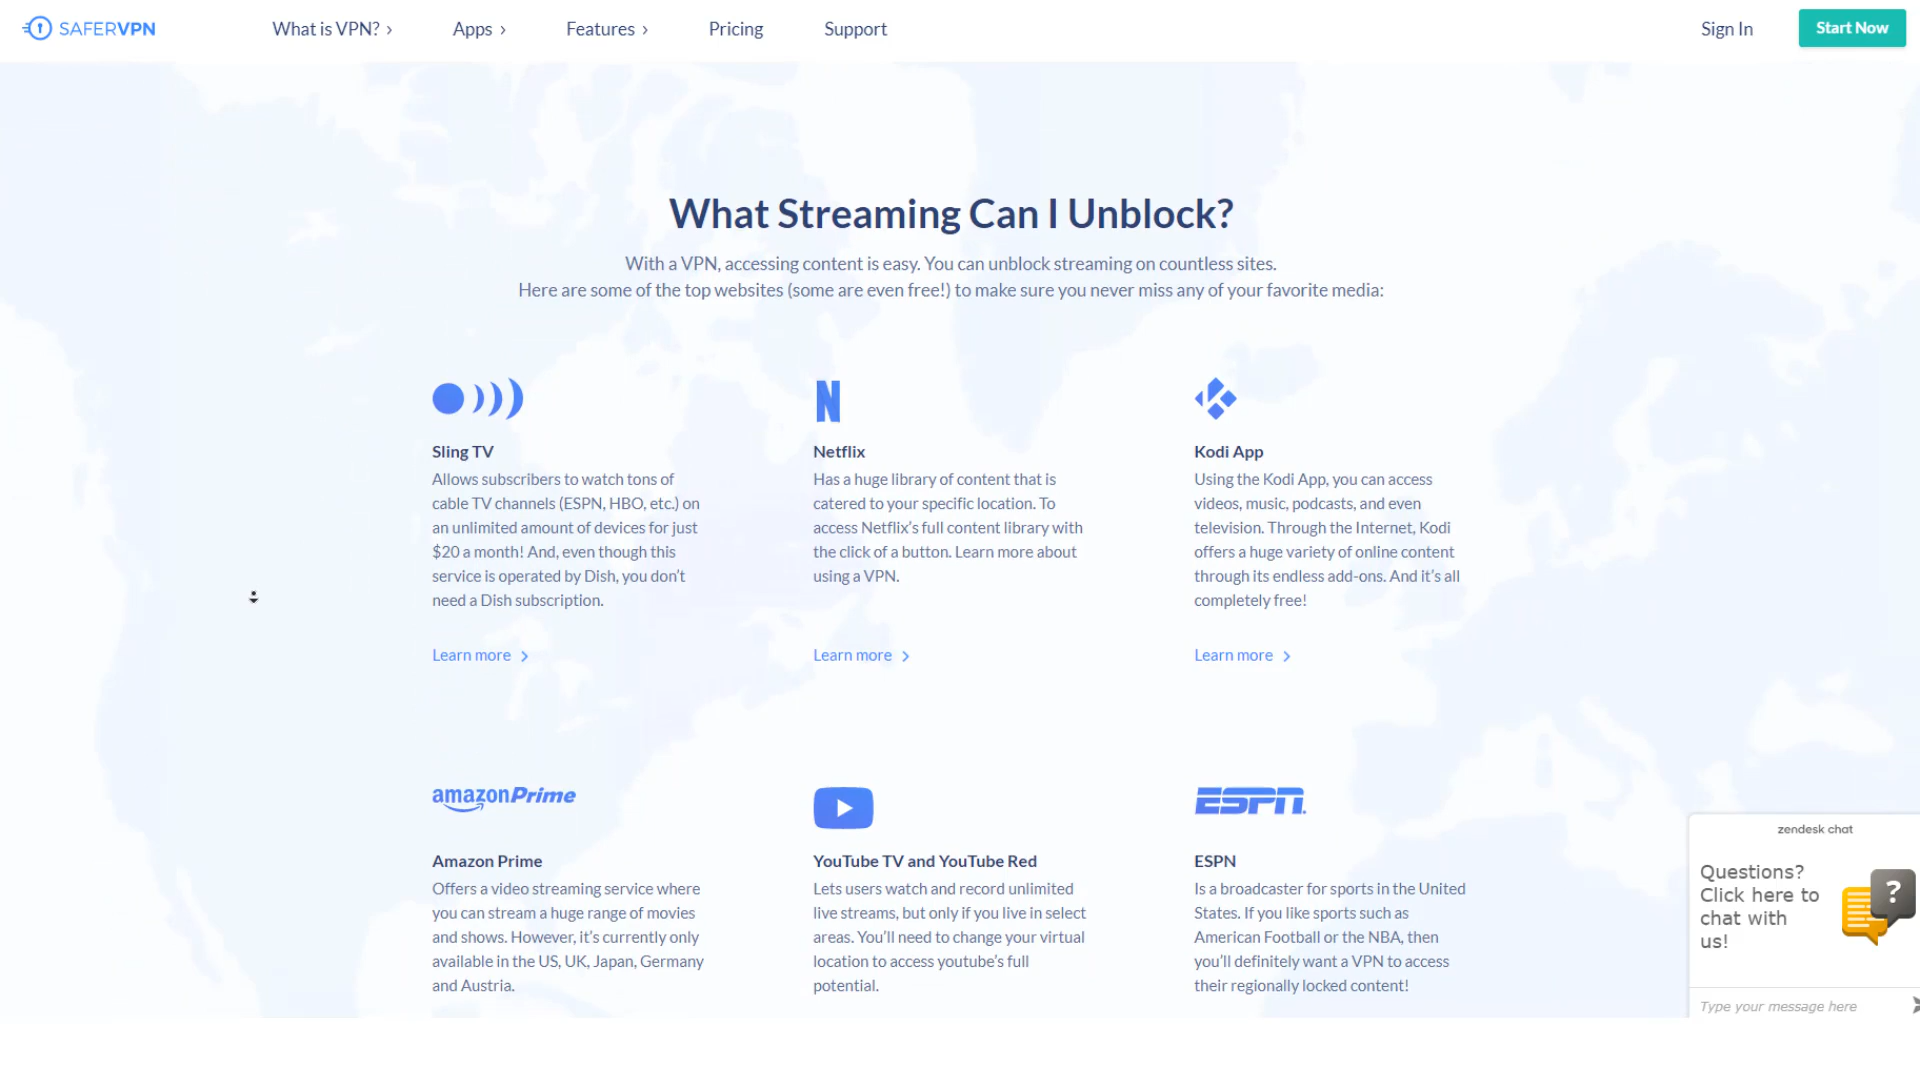 SAFERVPN
What is VPN? ›
Apps ›
Features ›
Pricing
Support
Sign In
Start Now
What Streaming Can I Unblock?
With a VPN, accessing content is easy. You can unblock streaming on countless sites.
Here are some of the top websites (some are even free!) to make sure you never miss any of your favorite media:
Sling TV
Allows subscribers to watch tons of
cable TV channels (ESPN, HBO, etc.) on
an unlimited amount of devices for just
$20 a month! And, even though this
service is operated by Dish, you don’t
need a Dish subscription.
Learn more ›
N
Netflix
Has a huge library of content that is
catered to your specific location. To
access Netflix’s full content library with
the click of a button. Learn more about
using a VPN.
Learn more ›
Kodi App
Using the Kodi App, you can access
videos, music, podcasts, and even
television. Through the Internet, Kodi
offers a huge variety of online content
through its endless add-ons. And it’s all
completely free!
Learn more ›
amazonPrime
Amazon Prime
Offers a video streaming service where
you can stream a huge range of movies
and shows. However, it’s currently only
available in the US, UK, Japan, Germany
and Austria.
YouTube TV and YouTube Red
Lets users watch and record unlimited
live streams, but only if you live in select
areas. You’ll need to change your virtual
location to access youtube’s full
potential.
ESPN
ESPN
Is a broadcaster for sports in the United
States. If you like sports such as
American Football or the NBA, then
you’ll definitely want a VPN to access
their regionally locked content!
zendesk chat
Questions?
Click here to
chat with
us!
?
Type your message here